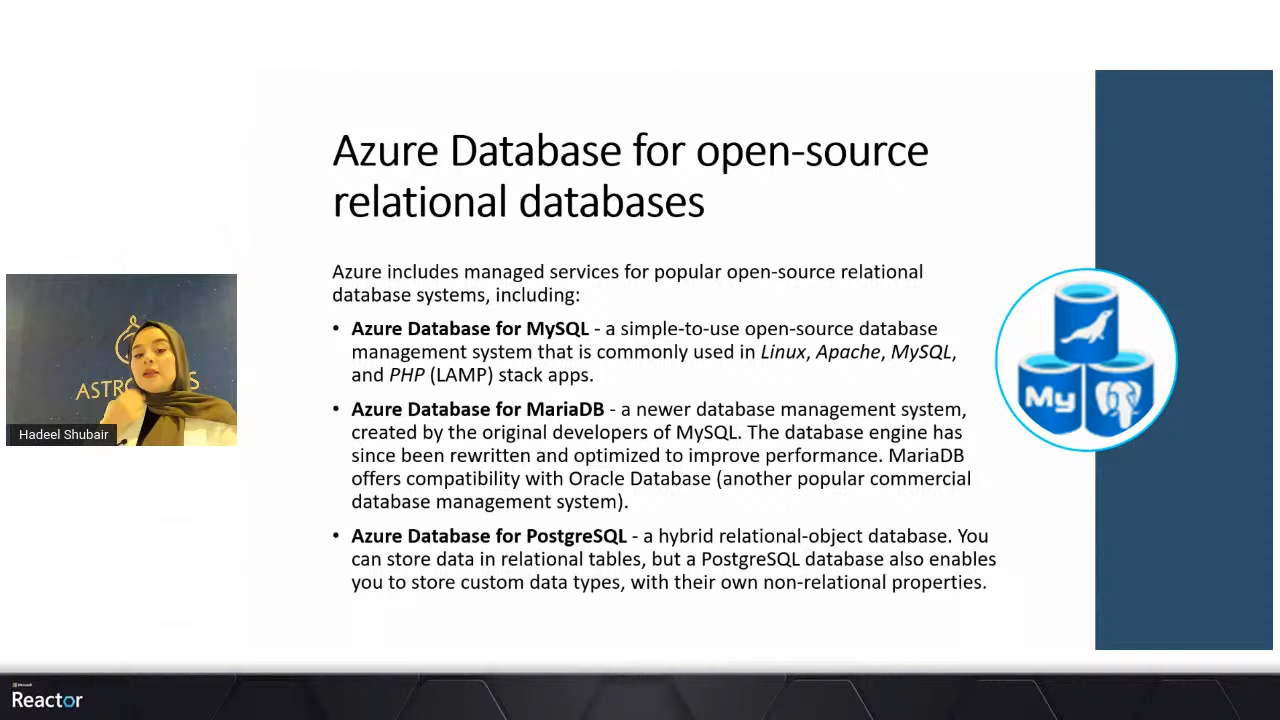 Azure Database for open-source
relational databases
Azure includes managed services for popular open-source relational
database systems, including:
• Azure Database for MySQL - a simple-to-use open-source database
management system that is commonly used in Linux, Apache, MySQL,
and PHP (LAMP) stack apps.
• Azure Database for MariaDB - a newer database management system,
created by the original developers of MySQL. The database engine has
since been rewritten and optimized to improve performance. MariaDB
offers compatibility with Oracle Database (another popular commercial
database management system).
• Azure Database for PostgreSQL - a hybrid relational-object database. You
can store data in relational tables, but a PostgreSQL database also enables
you to store custom data types, with their own non-relational properties.
My
Hadeel Shubair
Microsoft
Reactor